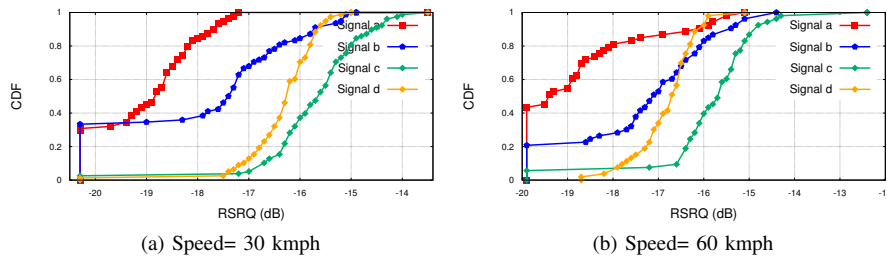 1
0.8
0.6
0.4
0.2
0
CDF
-20
-19
-18
-17
-16
-15
-14
RSRQ (dB)
Signal a
Signal b
Signal c
Signal d
(a) Speed= 30 kmph
1
0.8
0.6
0.4
0.2
0
CDF
-20
-19
-18
-17
-16
-15
-14
-13
-12
RSRQ (dB)
Signal a
Signal b
Signal c
Signal d
(b) Speed= 60 kmph